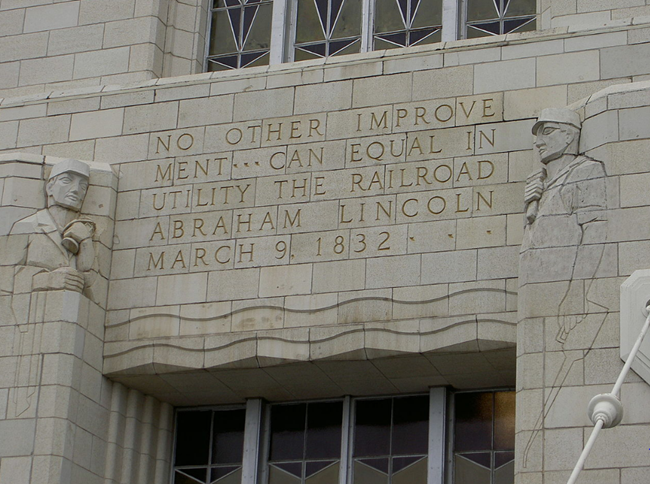 NO OTHER IMPROVE
MENT... CAN EQUAL IN
UTILITY THE RAILROAD
ABRAHAM LINCOLN
MARCH 9, 1832 . . .